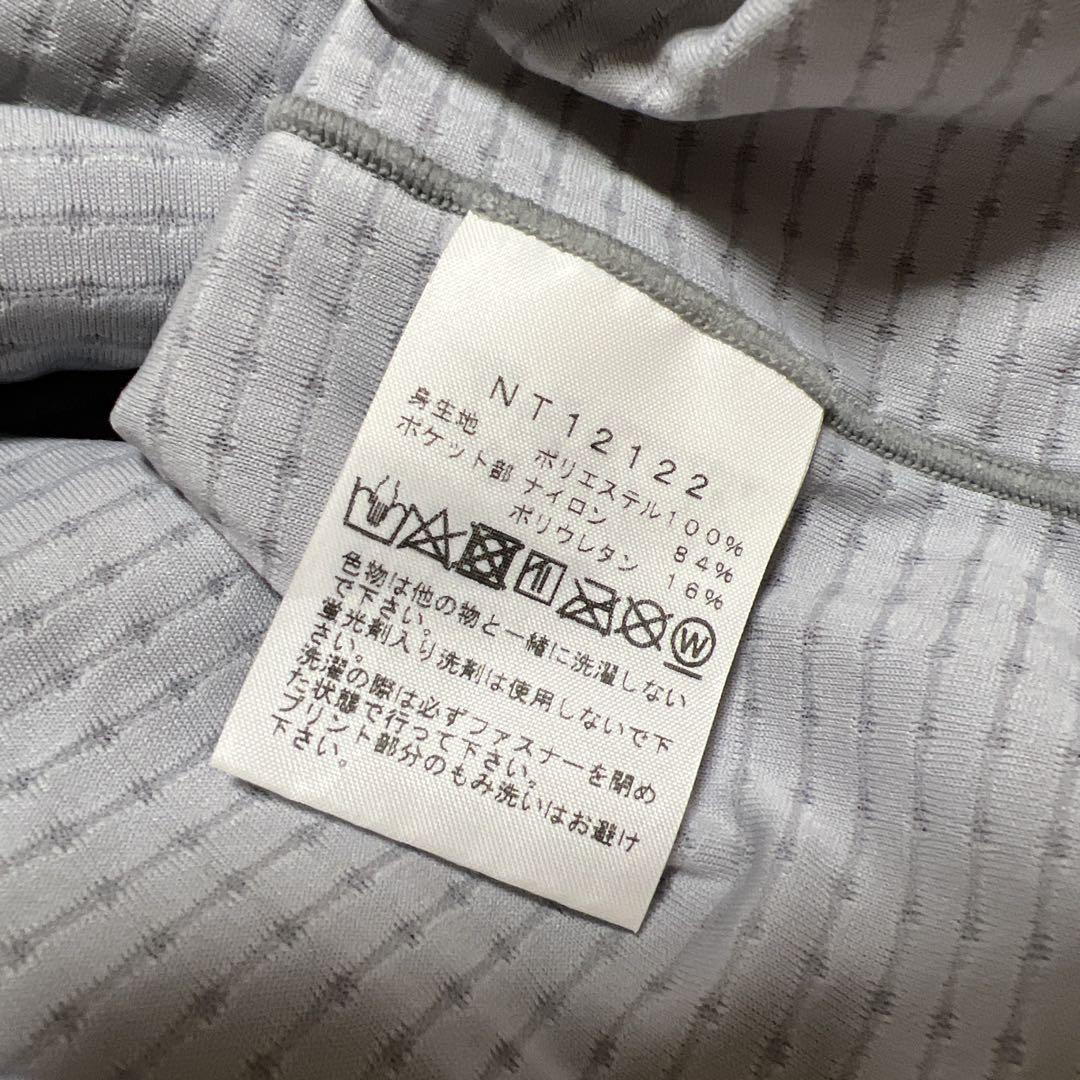 NT12122
身生地 ポリエステル100%
ポケット部 ナイロン 84%
ポリウレタン 16%
W
色物は他の物と一緒に洗濯しない
で下さい。
蛍光剤入り洗剤は使用しないで下
さい。
洗濯の際は必ずファスナーを閉め
た状態で行って下さい。
プリント部分のもみ洗いはお避け
下さい。